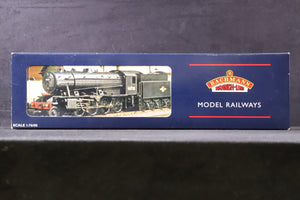 BACHMANN
BRANCH-LINE
MODEL RAILWAYS
SCALE 1:76/00